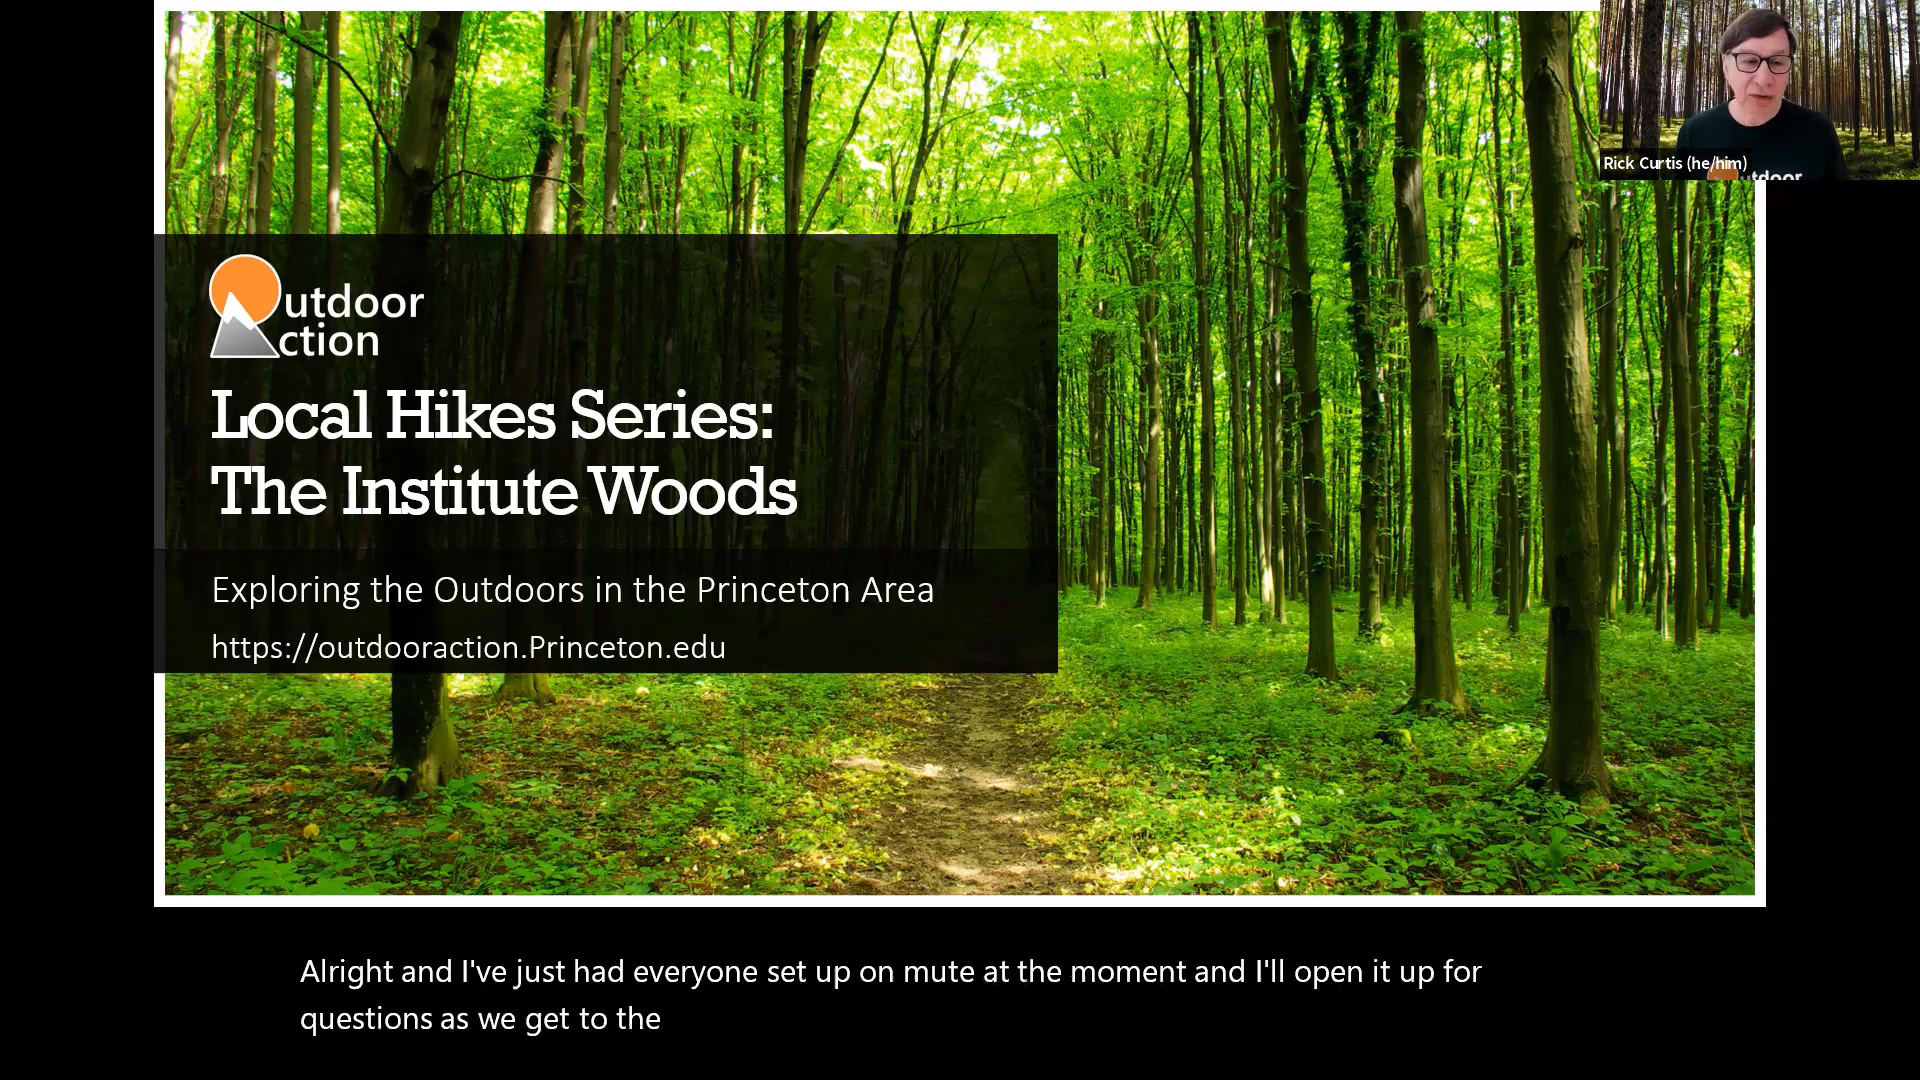 utdoor
ction
Local Hikes Series:
The Institute Woods
Exploring the Outdoors in the Princeton Area
https://outdooraction.Princeton.edu
Rick Curtis (he/him)
utdoor
Alright and I've just had everyone set up on mute at the moment and I'll open it up for
questions as we get to the